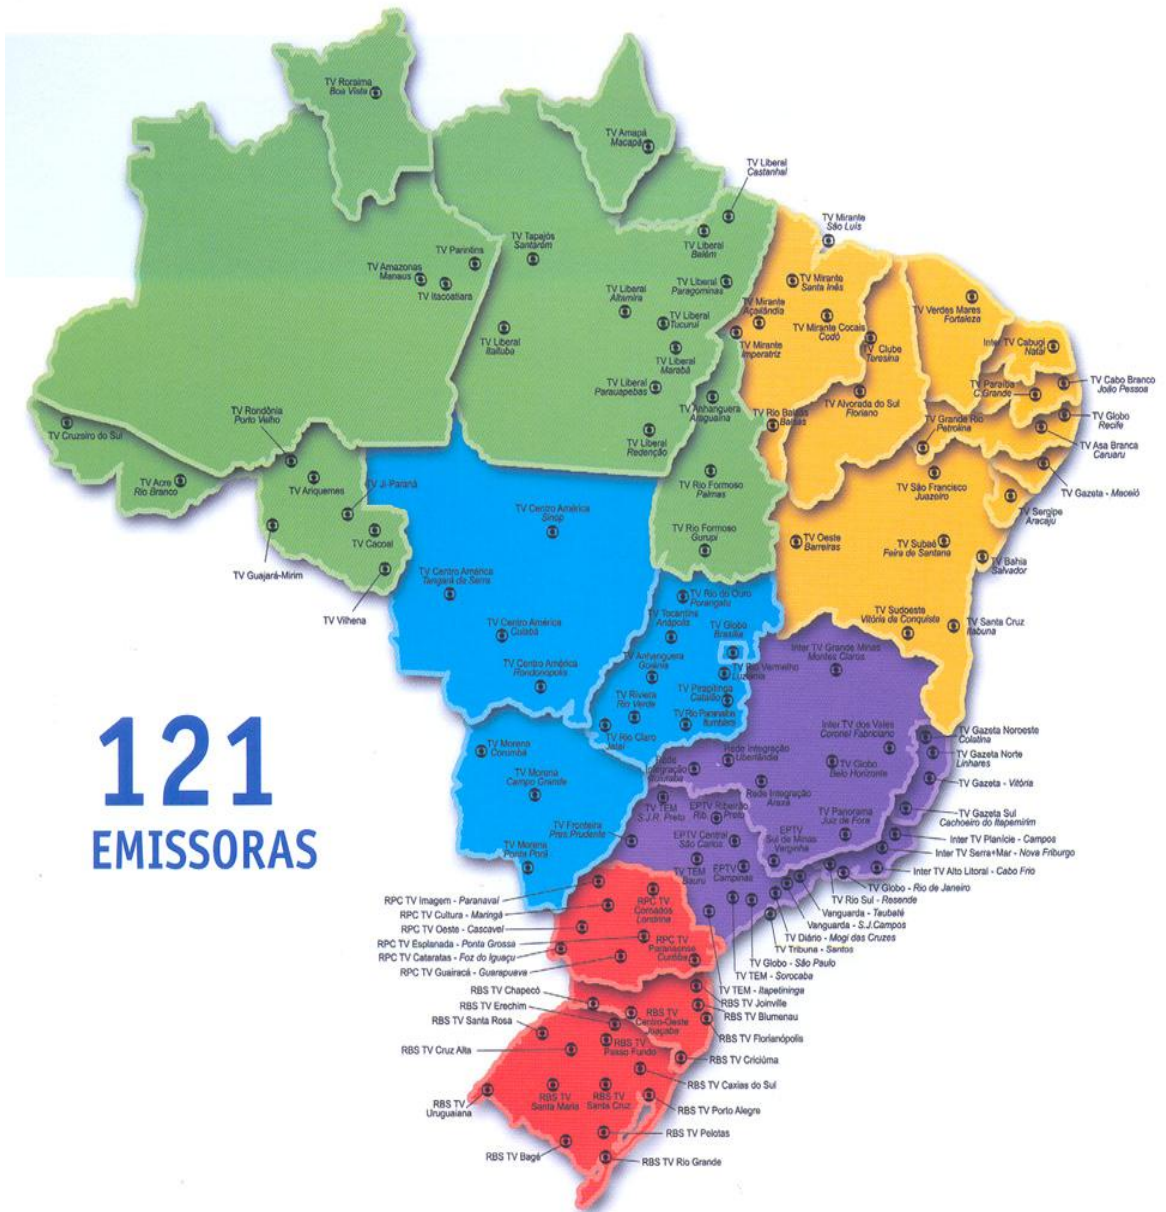 TV Roraima
Boa Vista
TV Amapá
Macapá
TV Liberal
Castanhal
TV Mirante
São Luís
TV Tapajós
Santarém
TV Parintins
TV Liberal
Belém
TV Amazonas
Manaus
TV Itacoatiara
TV Liberal
Paragominas
TV Mirante
Santa Inês
TV Liberal
Altamira
TV Mirante
Açailândia
TV Verdes Mares
Fortaleza
TV Liberal
Tucuruí
TV Mirante Cocais
Codó
TV Liberal
Itaituba
TV Mirante
Imperatriz
TV Clube
Teresina
Inter TV Cabugi
Natal
TV Liberal
Marabá
TV Liberal
Parauapebas
TV Paraíba
C.Grande
TV Cabo Branco
João Pessoa
TV Anhanguera
Araguaína
TV Alvorada do Sul
Floriano
TV Rondônia
Porto Velho
TV Rio Balsas
Balsas
TV Grande Rio
Petrolina
TV Globo
Recife
TV Cruzeiro do Sul
TV Liberal
Redenção
TV Asa Branca
Caruaru
TV Acre
Rio Branco
TV Ariquemes
TV Ji-Paraná
TV Rio Formoso
Palmas
TV São Francisco
Juazeiro
TV Gazeta - Maceió
TV Sergipe
Aracaju
TV Centro América
Sinop
TV Cacoal
TV Rio Formoso
Gurupi
TV Oeste
Barreiras
TV Subaé
Feira de Santana
TV Guajará-Mirim
TV Bahia
Salvador
TV Centro América
Tangará da Serra
TV Vilhena
TV Rio do Ouro
Porangatu
TV Tocantins
Anápolis
TV Sudoeste
Vitória da Conquista
TV Santa Cruz
Itabuna
TV Centro América
Cuiabá
TV Globo
Brasília
Inter TV Grande Minas
Montes Claros
TV Centro América
Rondonópolis
TV Anhanguera
Goiânia
TV Rio Vermelho
Luziânia
TV Riviera
Rio Verde
TV Pirapitinga
Catalão
TV Rio Paranaíba
Itumbiara
TV Rio Claro
Jataí
Inter TV dos Vales
Coronel Fabriciano
TV Gazeta Noroeste
Colatina
121
EMISSORAS
TV Morena
Corumbá
Rede Integração
Uberlândia
TV Gazeta Norte
Linhares
Rede
Integração
Ituiutaba
TV Globo
Belo Horizonte
TV Morena
Campo Grande
TV Gazeta - Vitória
Rede Integração
Araxá
TV TEM
S.J.R. Preto
EPTV Ribeirão
Rib. Preto
TV Panorama
Juiz de Fora
TV Gazeta Sul
Cachoeiro do Itapemirim
TV Fronteira
Pres.Prudente
EPTV Central
São Carlos
EPTV
Sul de Minas
Varginha
Inter TV Planície - Campos
Inter TV Serra+Mar - Nova Friburgo
TV Morena
Ponta Porã
TV TEM
Bauru
EPTV
Campinas
Inter TV Alto Litoral - Cabo Frio
TV Globo - Rio de Janeiro
TV Rio Sul - Resende
RPC TV Imagem - Paranavaí
RPC TV Cultura - Maringá
RPC TV
Coroados
Londrina
Vanguarda - Taubaté
Vanguarda - S.J.Campos
RPC TV Oeste - Cascavel
TV Diário - Mogi das Cruzes
RPC TV Esplanada - Ponta Grossa
RPC TV
Paranaense
Curitiba
TV Tribuna - Santos
RPC TV Cataratas - Foz do Iguaçu
TV Globo - São Paulo
RPC TV Guairacá - Guarapuava
TV TEM - Sorocaba
TV TEM - Itapetininga
RBS TV Chapecó
RBS TV Joinville
RBS TV Erechim
RBS TV
Centro-Oeste
Joaçaba
RBS TV Blumenau
RBS TV Santa Rosa
RBS TV Florianópolis
RBS TV Cruz Alta
RBS TV
Passo Fundo
RBS TV Criciúma
RBS TV Caxias do Sul
RBS TV
Uruguaiana
RBS TV
Santa Maria
RBS TV
Santa Cruz
RBS TV Porto Alegre
RBS TV Pelotas
RBS TV Bagé
RBS TV Rio Grande